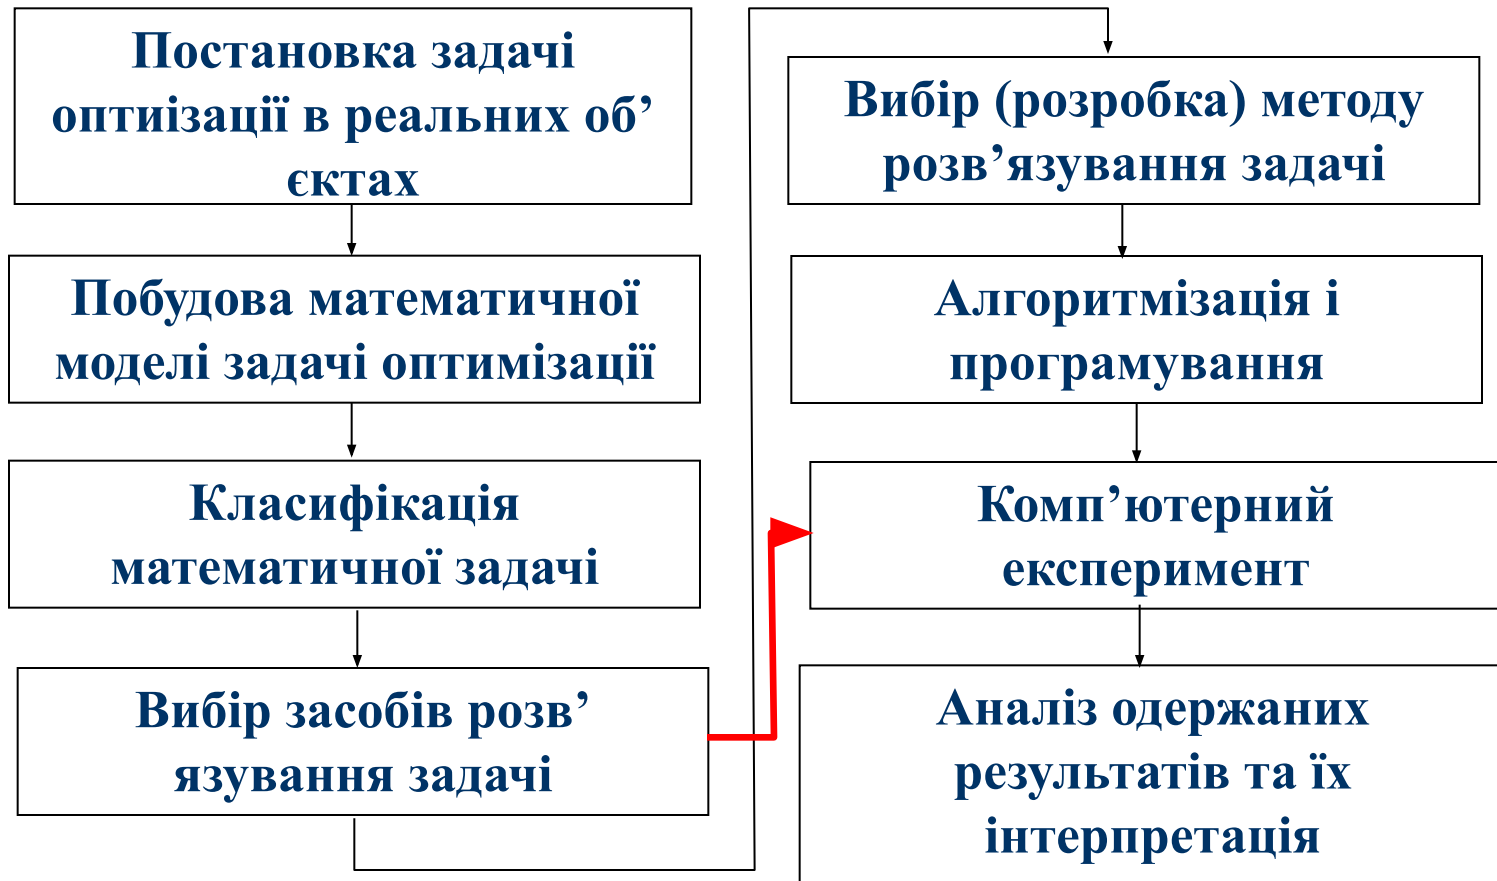 Постановка задачі
оптиізації в реальних об’
єктах
Побудова математичної
моделі задачі оптимізації
Класифікація
математичної задачі
Вибір засобів розв’
язування задачі
Вибір (розробка) методу
розв’язування задачі
Алгоритмізація і
програмування
Комп’ютерний
експеримент
Аналіз одержаних
результатів та їх
інтерпретація